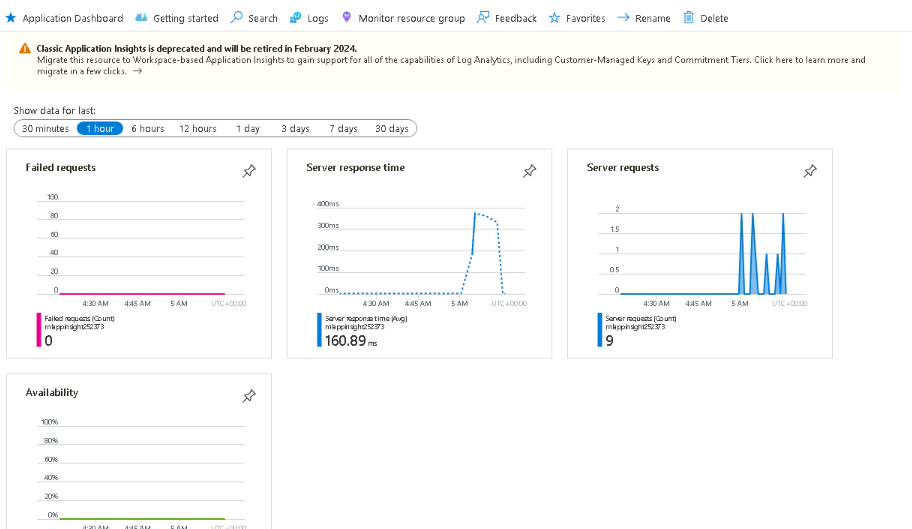 Application Dashboard Getting started Search Logs Monitor resource group Feedback Favorites Rename Delete
Classic Application Insights is deprecated and will be retired in February 2024.
Migrate this resource to Workspace-based Application Insights to gain support for all of the capabilities of Log Analytics, including Customer-Managed Keys and Commitment Tiers. Click here to learn more and
migrate in a few clicks. →
Show data for last:
30 minutes 1 hour 6 hours 12 hours 1 day 3 days 7 days 30 days
Failed requests
100
80
60
40
20
0
4:30 AM 4:45 AM 5 AM UTC+00:00
Failed requests (Count)
mlappinsight252373
0
Server response time
400ms
300ms
200ms
100ms
0ms
4:30 AM 4:45 AM 5 AM UTC+00:00
Server response time (Avg)
mlappinsight252373
160.89 ms
Server requests
2
1.5
1
0.5
0
4:30 AM 4:45 AM 5 AM UTC+00:00
Server requests (Count)
mlappinsight252373
9
Availability
100%
80%
60%
40%
20%
0%
4:30 AM 4:45 AM 5 AM UTC+00:00